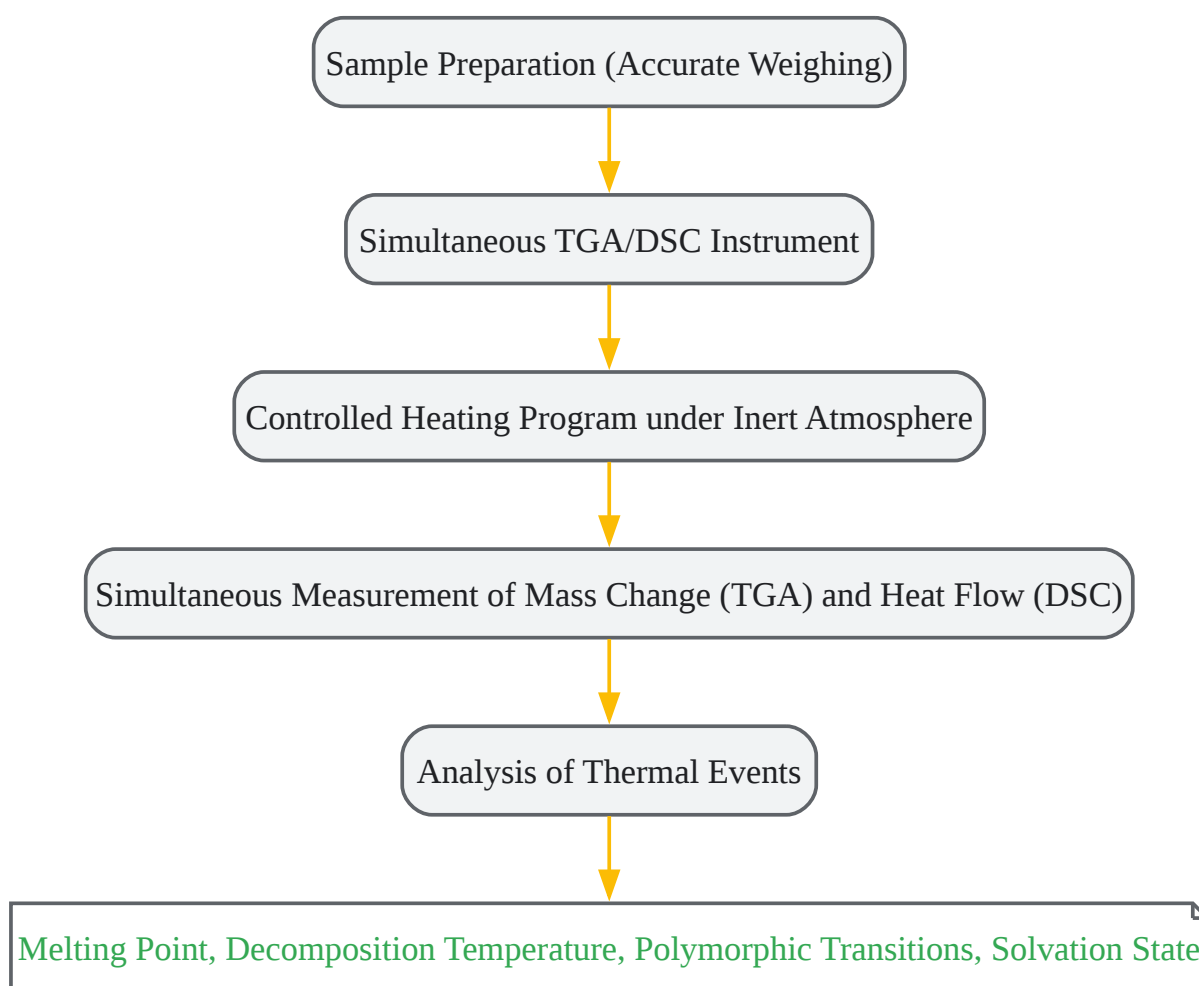 Sample Preparation (Accurate Weighing)
Simultaneous TGA/DSC Instrument
Controlled Heating Program under Inert Atmosphere
Simultaneous Measurement of Mass Change (TGA) and Heat Flow (DSC)
Analysis of Thermal Events
Melting Point, Decomposition Temperature, Polymorphic Transitions, Solvation State